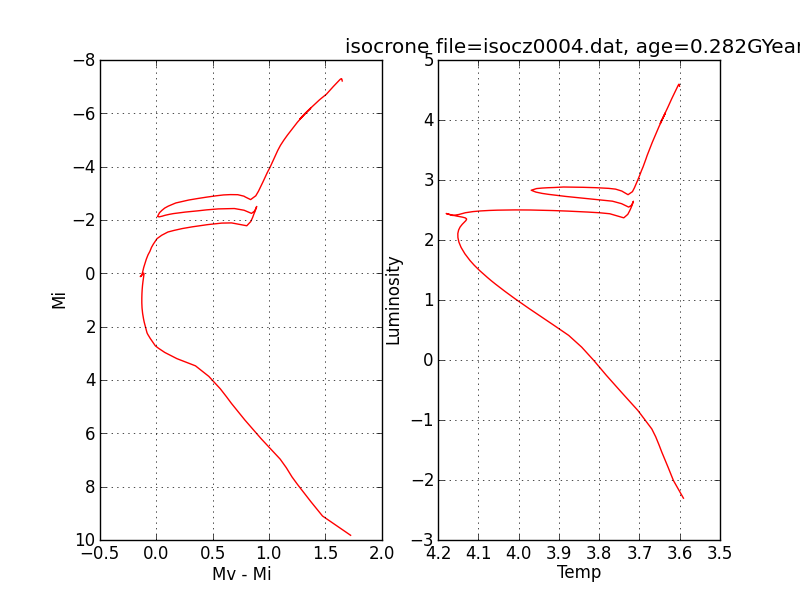 isocrone file=isocz0004.dat, age=0.282GYear
−8
−6
−4
−2
0
2
4
6
8
10
Mi
−0.5 0.0 0.5 1.0 1.5 2.0
Mv - Mi
5
4
3
2
1
0
−1
−2
−3
Luminosity
4.2 4.1 4.0 3.9 3.8 3.7 3.6 3.5
Temp